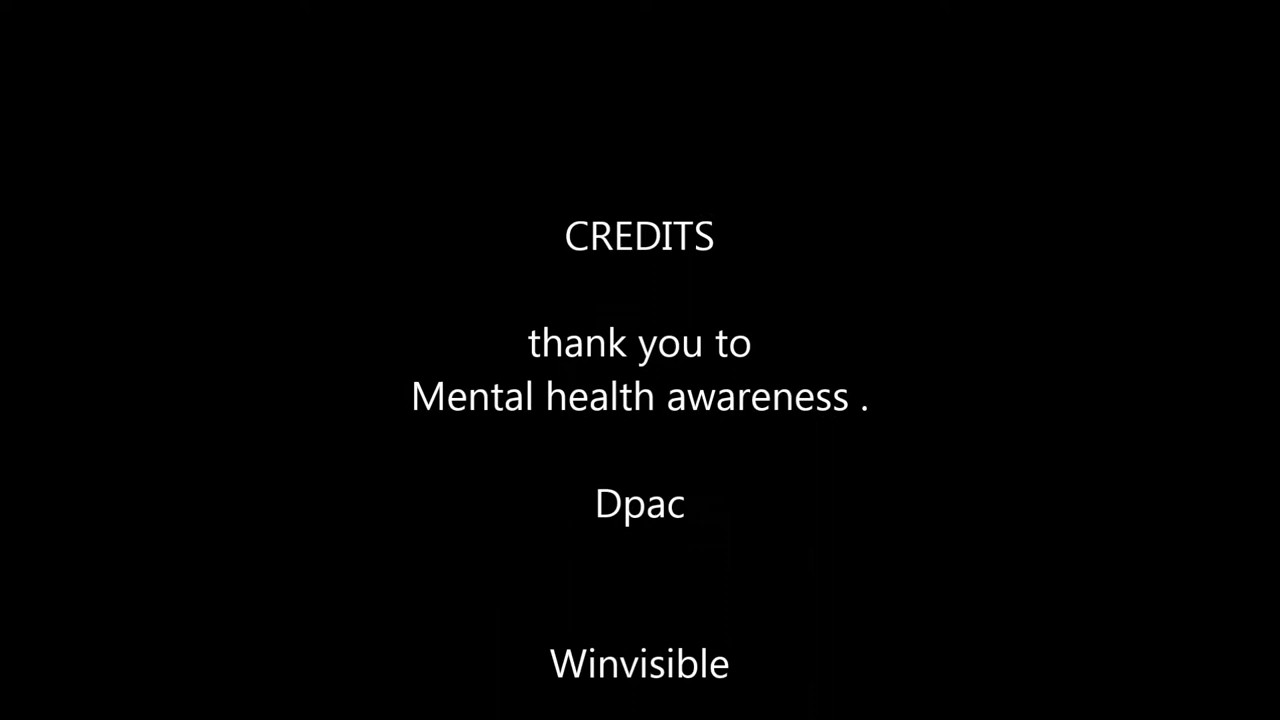 CREDITS
thank you to
Mental health awareness .
Dpac
Winvisible